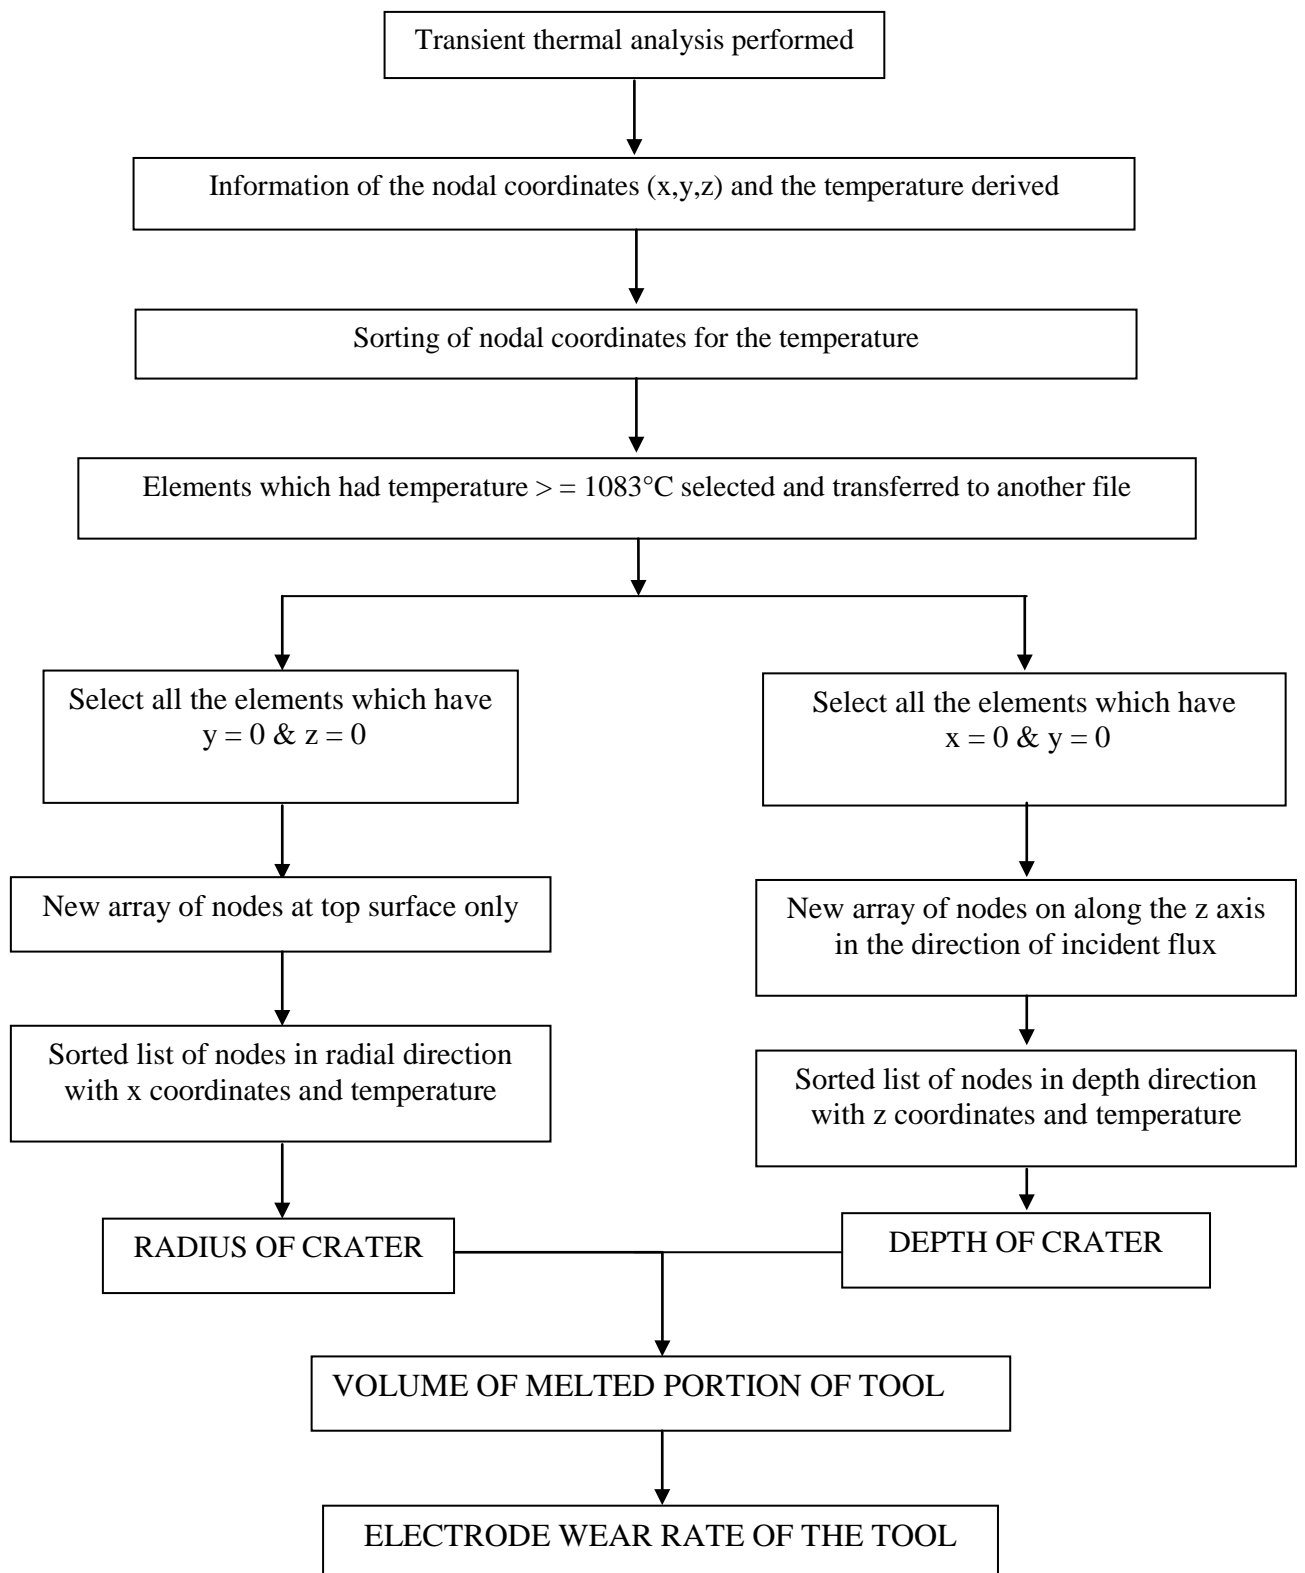 Transient thermal analysis performed
Information of the nodal coordinates (x,y,z) and the temperature derived
Sorting of nodal coordinates for the temperature
Elements which had temperature > = 1083°C selected and transferred to another file
Select all the elements which have
y = 0 & z = 0
New array of nodes at top surface only
Sorted list of nodes in radial direction
with x coordinates and temperature
RADIUS OF CRATER
Select all the elements which have
x = 0 & y = 0
New array of nodes on along the z axis
in the direction of incident flux
Sorted list of nodes in depth direction
with z coordinates and temperature
DEPTH OF CRATER
VOLUME OF MELTED PORTION OF TOOL
ELECTRODE WEAR RATE OF THE TOOL